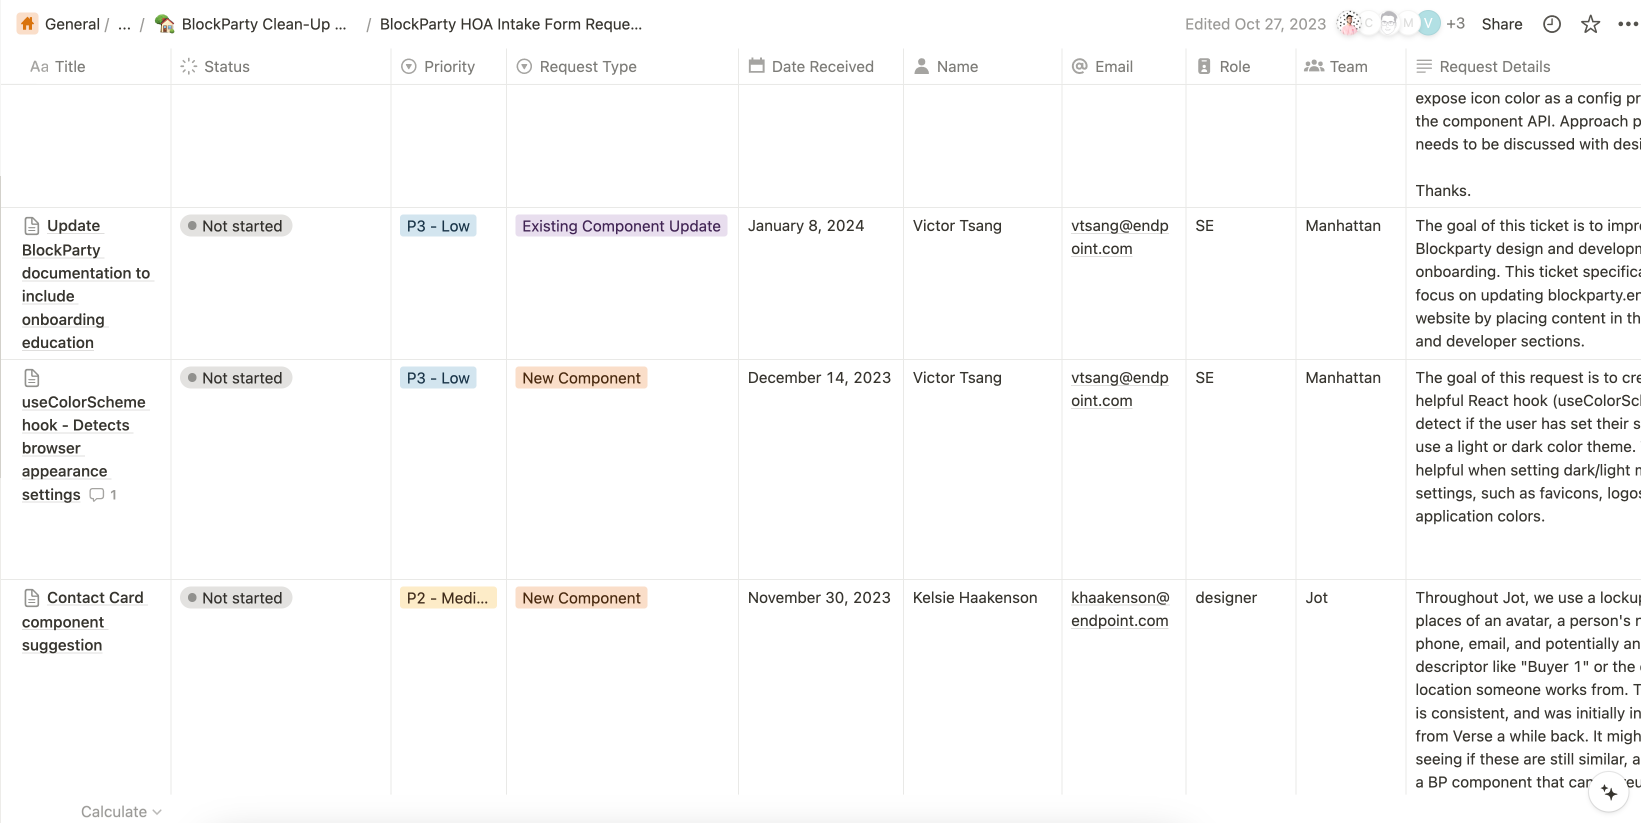 General / ... / BlockParty Clean-Up ... / BlockParty HOA Intake Form Reque...
Edited Oct 27, 2023 C M V +3 Share
Aa Title Status Priority Request Type Date Received Name Email Role Team Request Details
expose icon color as a config pr
the component API. Approach p
needs to be discussed with desi
Thanks.
Update
BlockParty
documentation to
include
onboarding
education
Not started
P3 - Low
Existing Component Update
January 8, 2024
Victor Tsang
vtsang@endp
oint.com
SE
Manhattan
The goal of this ticket is to impr
Blockparty design and developm
onboarding. This ticket specifica
focus on updating blockparty.en
website by placing content in th
and developer sections.
useColorScheme
hook - Detects
browser
appearance
settings 1
Not started
P3 - Low
New Component
December 14, 2023
Victor Tsang
vtsang@endp
oint.com
SE
Manhattan
The goal of this request is to cre
helpful React hook (useColorScl
detect if the user has set their s
use a light or dark color theme.
helpful when setting dark/light m
settings, such as favicons, logos
application colors.
Contact Card
component
suggestion
Not started
P2 - Medi...
New Component
November 30, 2023
Kelsie Haakenson
khaakenson@
endpoint.com
designer
Jot
Throughout Jot, we use a lockup
places of an avatar, a person's n
phone, email, and potentially an
descriptor like "Buyer 1" or the
location someone works from. T
is consistent, and was initially in
from Verse a while back. It migh
seeing if these are still similar, a
a BP component that can
Calculate